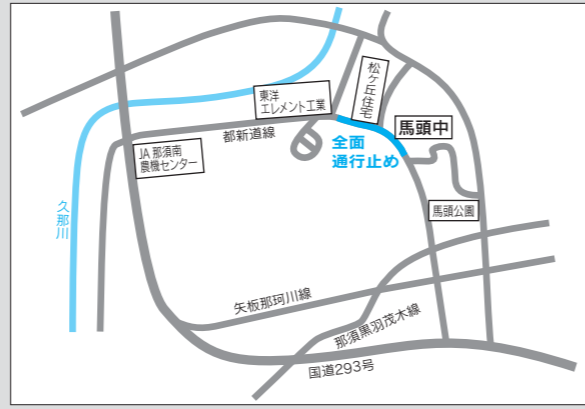 松ヶ丘住宅
東洋
エレメント工業
馬頭中
都新道線
全面
通行止め
JA 那須南
農機センター
久那川
馬頭公園
矢板那珂川線
那須黒羽茂木線
国道293号